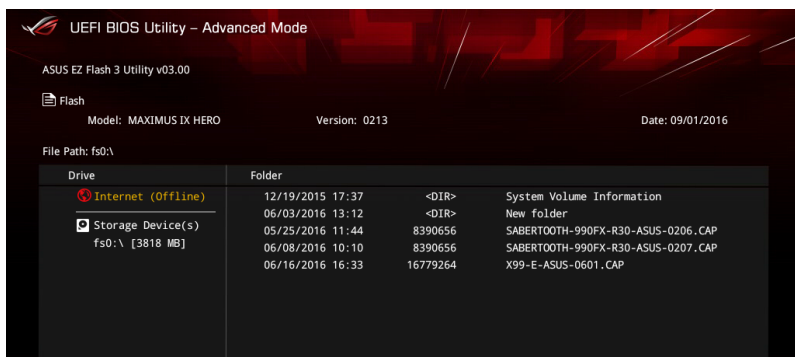 UEFI BIOS Utility – Advanced Mode
ASUS EZ Flash 3 Utility v03.00
Flash
Model: MAXIMUS IX HERO Version: 0213 Date: 09/01/2016
File Path: fs0:\
Drive Folder
Internet (Offline) 12/19/2015 17:37 <DIR> System Volume Information
06/03/2016 13:12 <DIR> New folder
Storage Device(s) 05/25/2016 11:44 8390656 SABERTOOTH-990FX-R30-ASUS-0206.CAP
fs0:\ [3818 MB] 06/08/2016 10:10 8390656 SABERTOOTH-990FX-R30-ASUS-0207.CAP
06/16/2016 16:33 16779264 X99-E-ASUS-0601.CAP